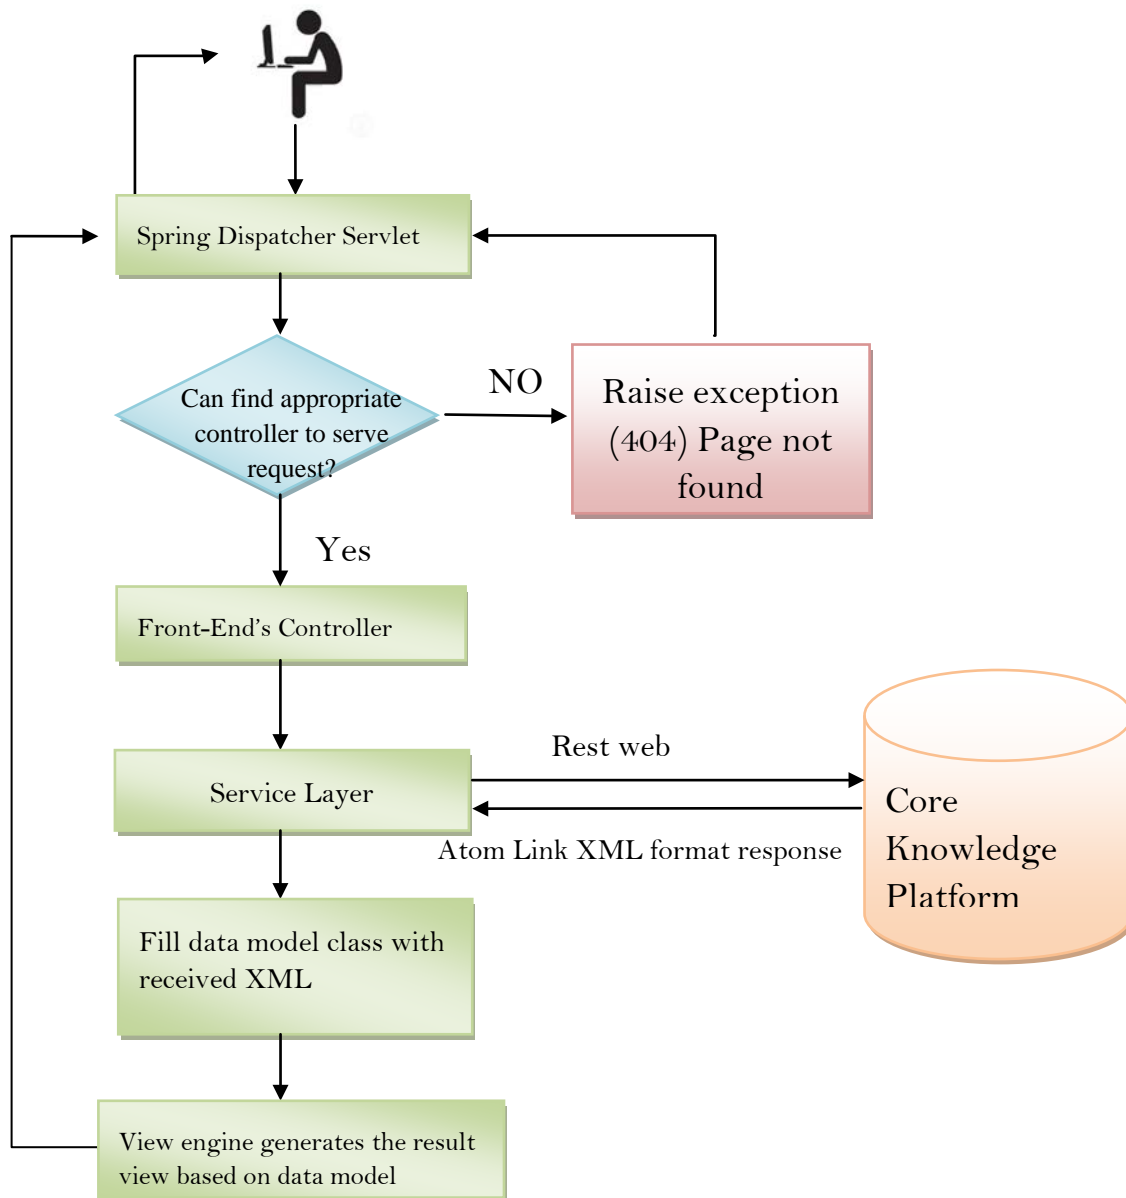 Spring Dispatcher Servlet
Can find appropriate
controller to serve
request?
NO
Raise exception
(404) Page not
found
Yes
Front-End's Controller
Rest web
Service Layer
Atom Link XML format response
Core
Knowledge
Platform
Fill data model class with
received XML
View engine generates the result
view based on data model